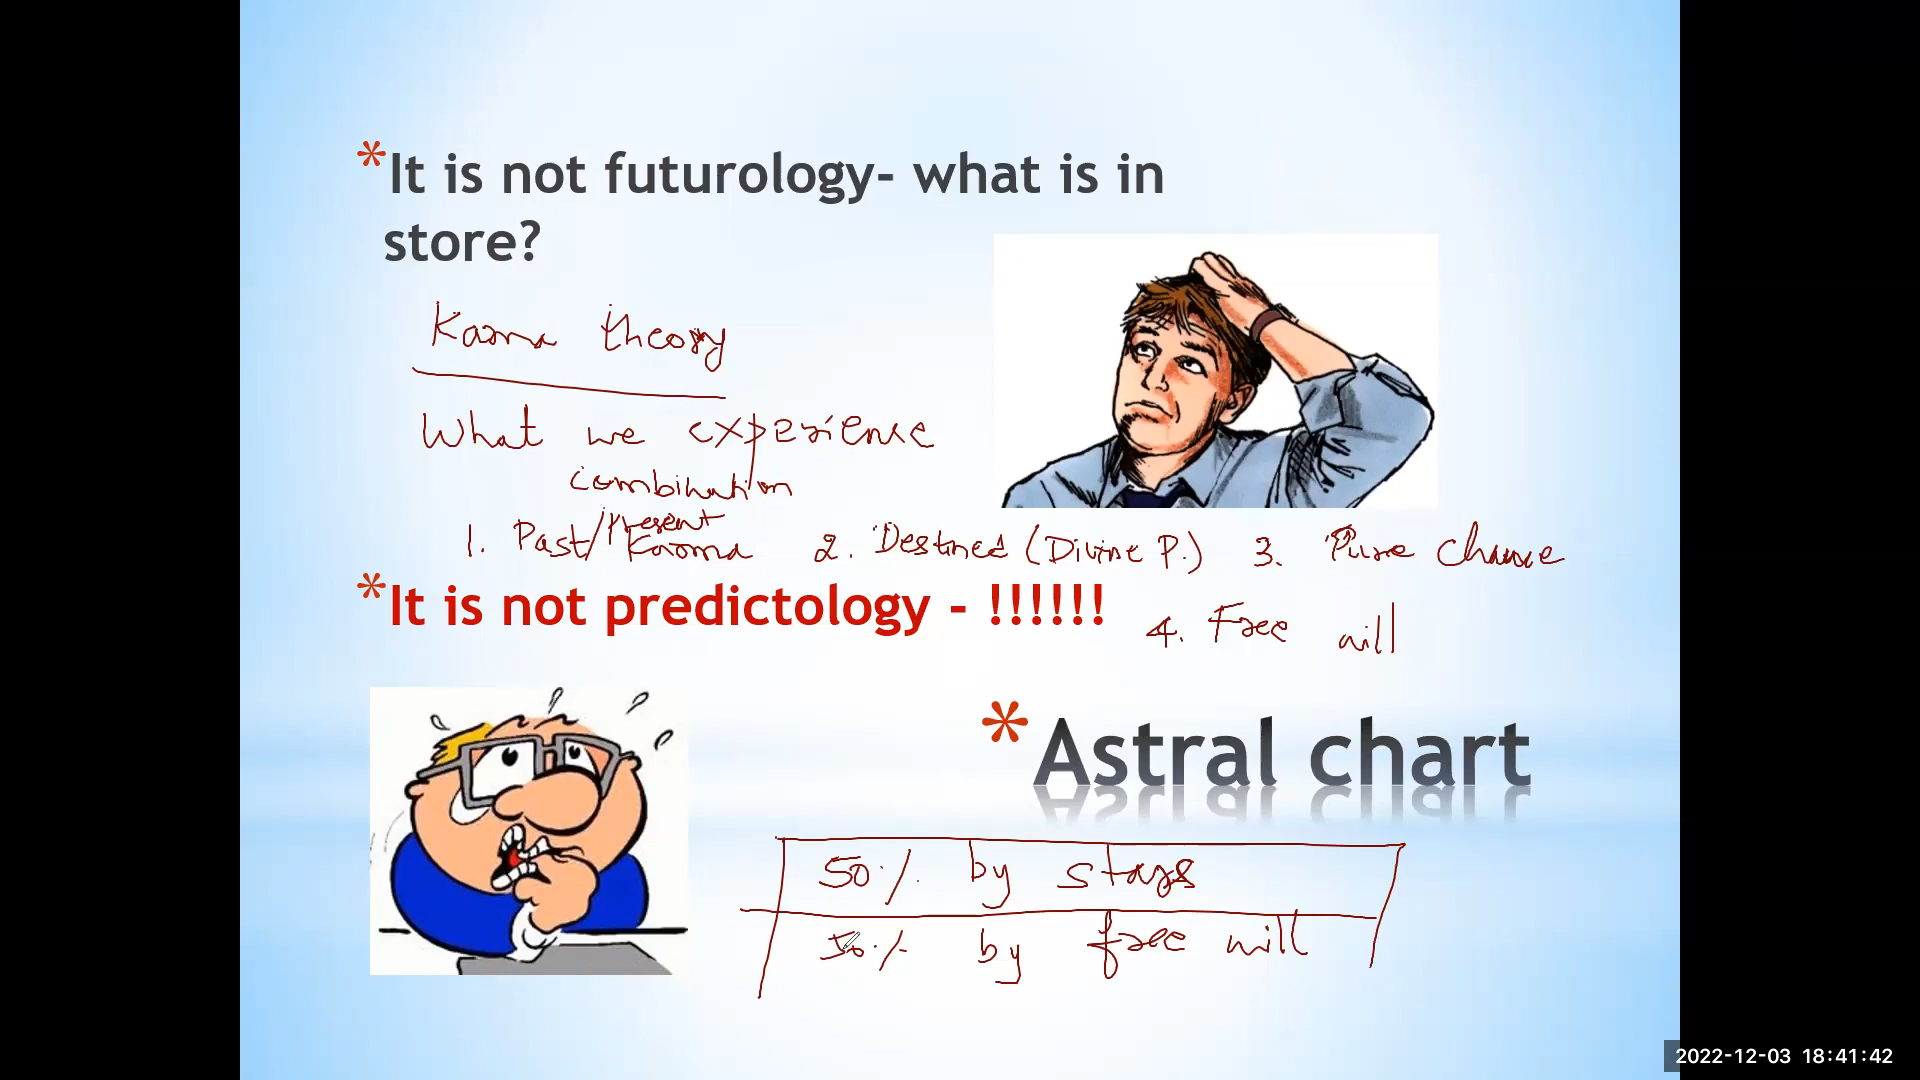 *It is not futurology- what is in
store?
Karma theory
What we experience
combination
1. Past/Present Karma 2. Destined (Divine P.) 3. Pure Chance
*It is not predictology - !!!!!!
4. Free will
*Astral chart
50% by stars
50% by free will
2022-12-03 18:41:42